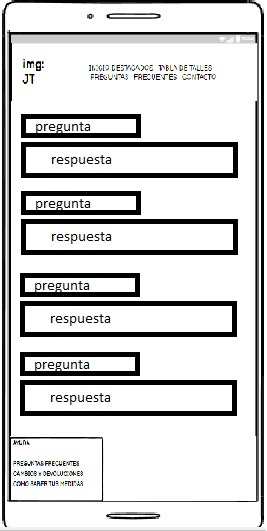 img:
JT
INICIO DESTACADOS TABLA DE TALLES
PREGUNTAS FRECUENTES CONTACTO
pregunta
respuesta
pregunta
respuesta
pregunta
respuesta
pregunta
respuesta
AYUDA
PREGUNTAS FRECUENTES
CAMBIOS Y DEVOLUCIONES
COMO SABER TUS MEDIDAS